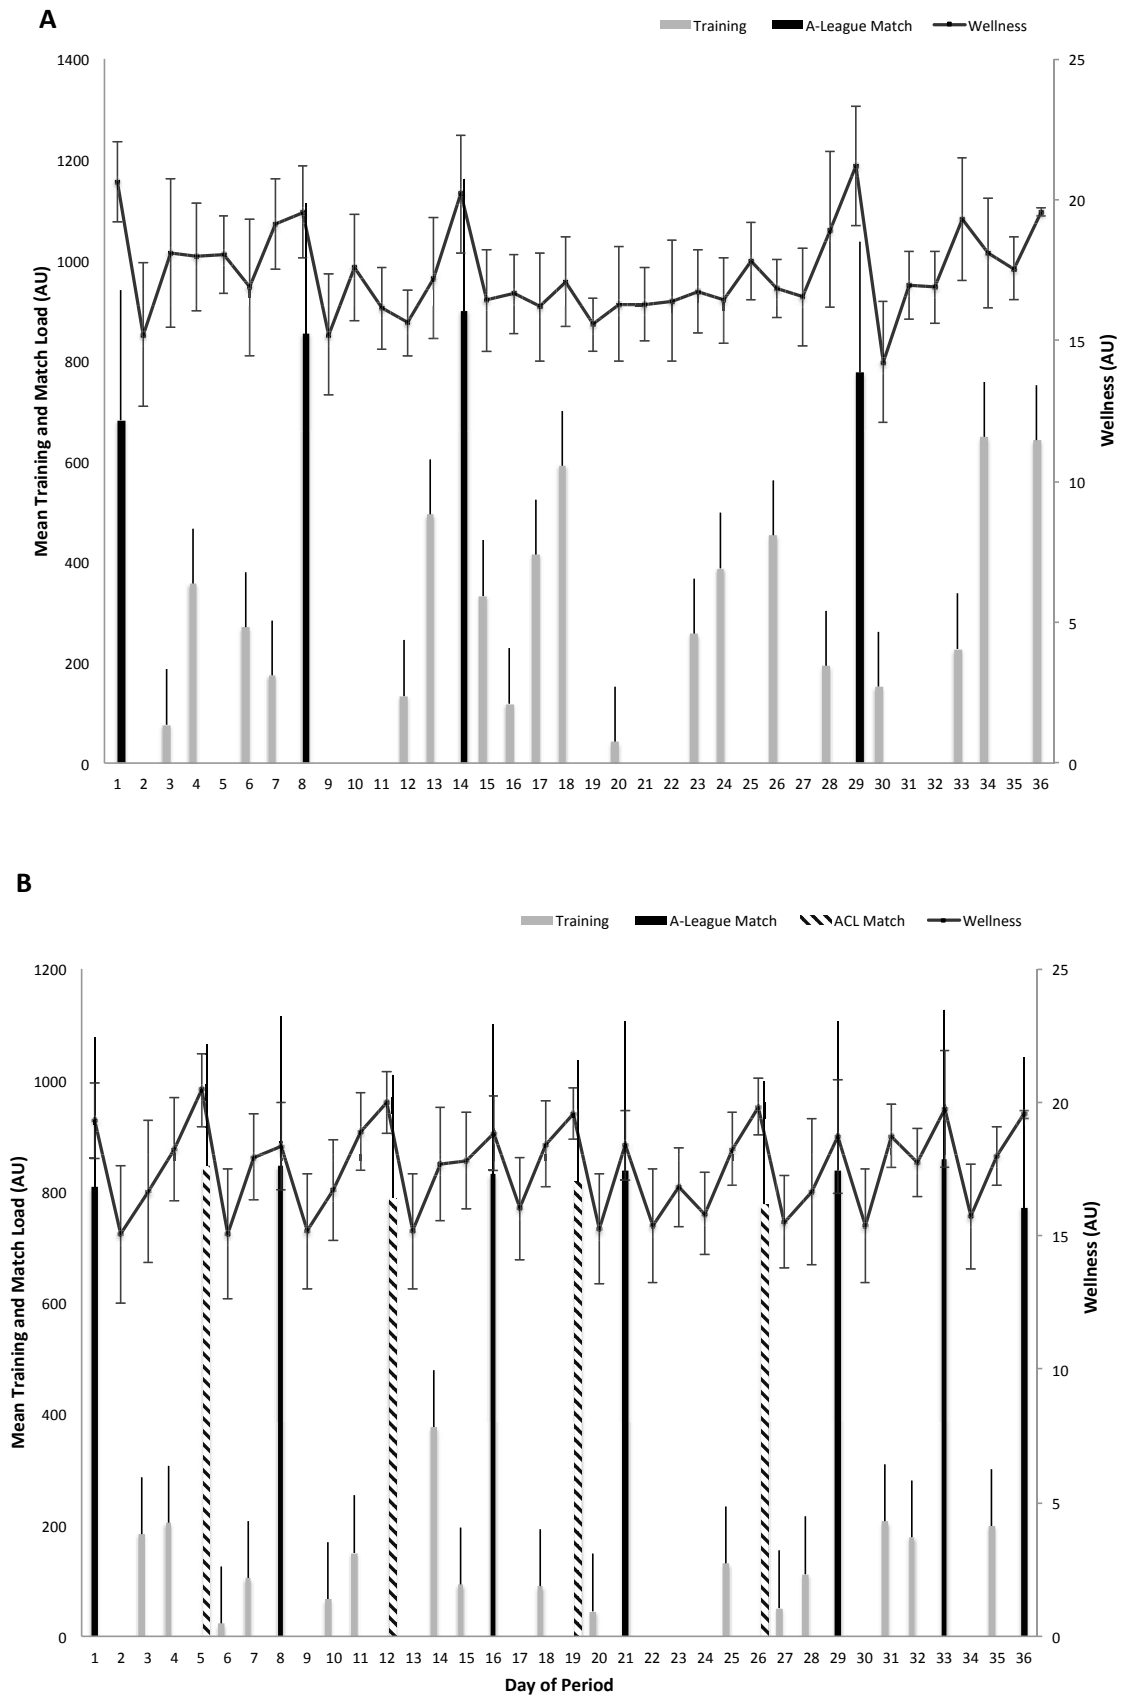 A
Training A-League Match Wellness
1400
1200
1000
800
600
400
200
0
Mean Training and Match Load (AU)
25
20
15
10
5
0
Wellness (AU)
1 2 3 4 5 6 7 8 9 10 11 12 13 14 15 16 17 18 19 20 21 22 23 24 25 26 27 28 29 30 31 32 33 34 35 36
B
Training A-League Match ACL Match Wellness
1200
1000
800
600
400
200
0
Mean Training and Match Load (AU)
25
20
15
10
5
0
Wellness (AU)
1 2 3 4 5 6 7 8 9 10 11 12 13 14 15 16 17 18 19 20 21 22 23 24 25 26 27 28 29 30 31 32 33 34 35 36
Day of Period